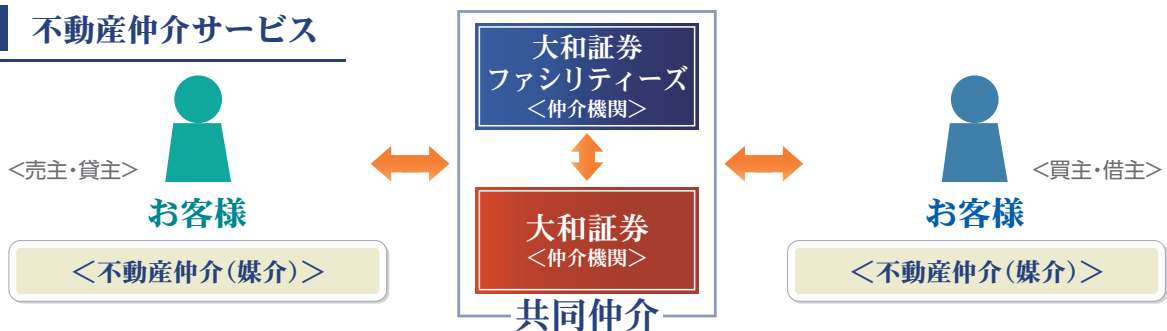 不動産仲介サービス
大和証券
ファシリティーズ
＜仲介機関＞
＜売主・貸主＞
お客様
＜不動産仲介（媒介）＞
大和証券
＜仲介機関＞
共同仲介
＜買主・借主＞
お客様
＜不動産仲介（媒介）＞